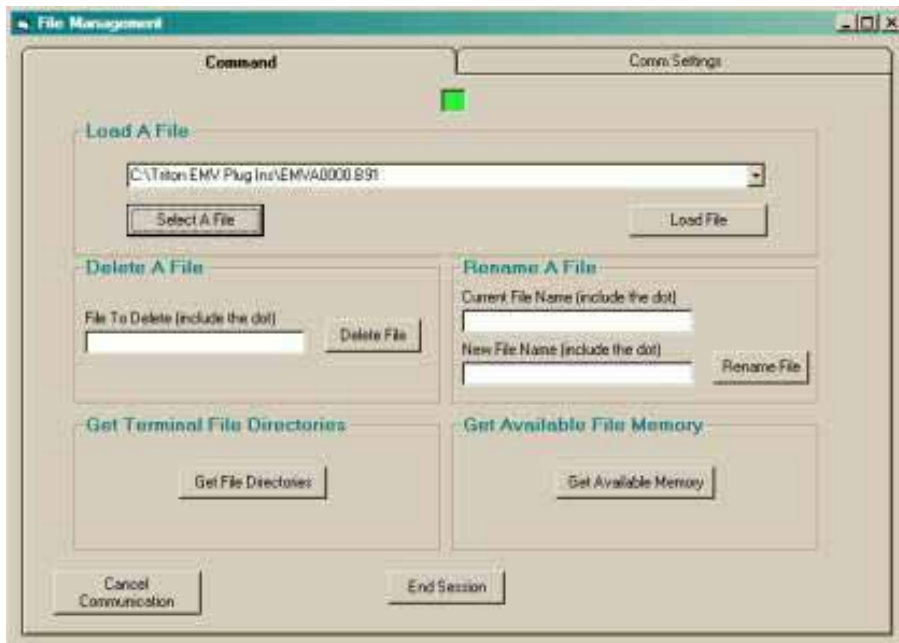 File Management
Command
Comm Settings
Load A File
C:\Triton EMV Plug Ins\EMVA0000.B91
Select A File
Load File
Delete A File
File To Delete (include the dot)
Delete File
Rename A File
Current File Name (include the dot)
New File Name (include the dot)
Rename File
Get Terminal File Directories
Get File Directories
Get Available File Memory
Get Available Memory
Cancel
Communication
End Session